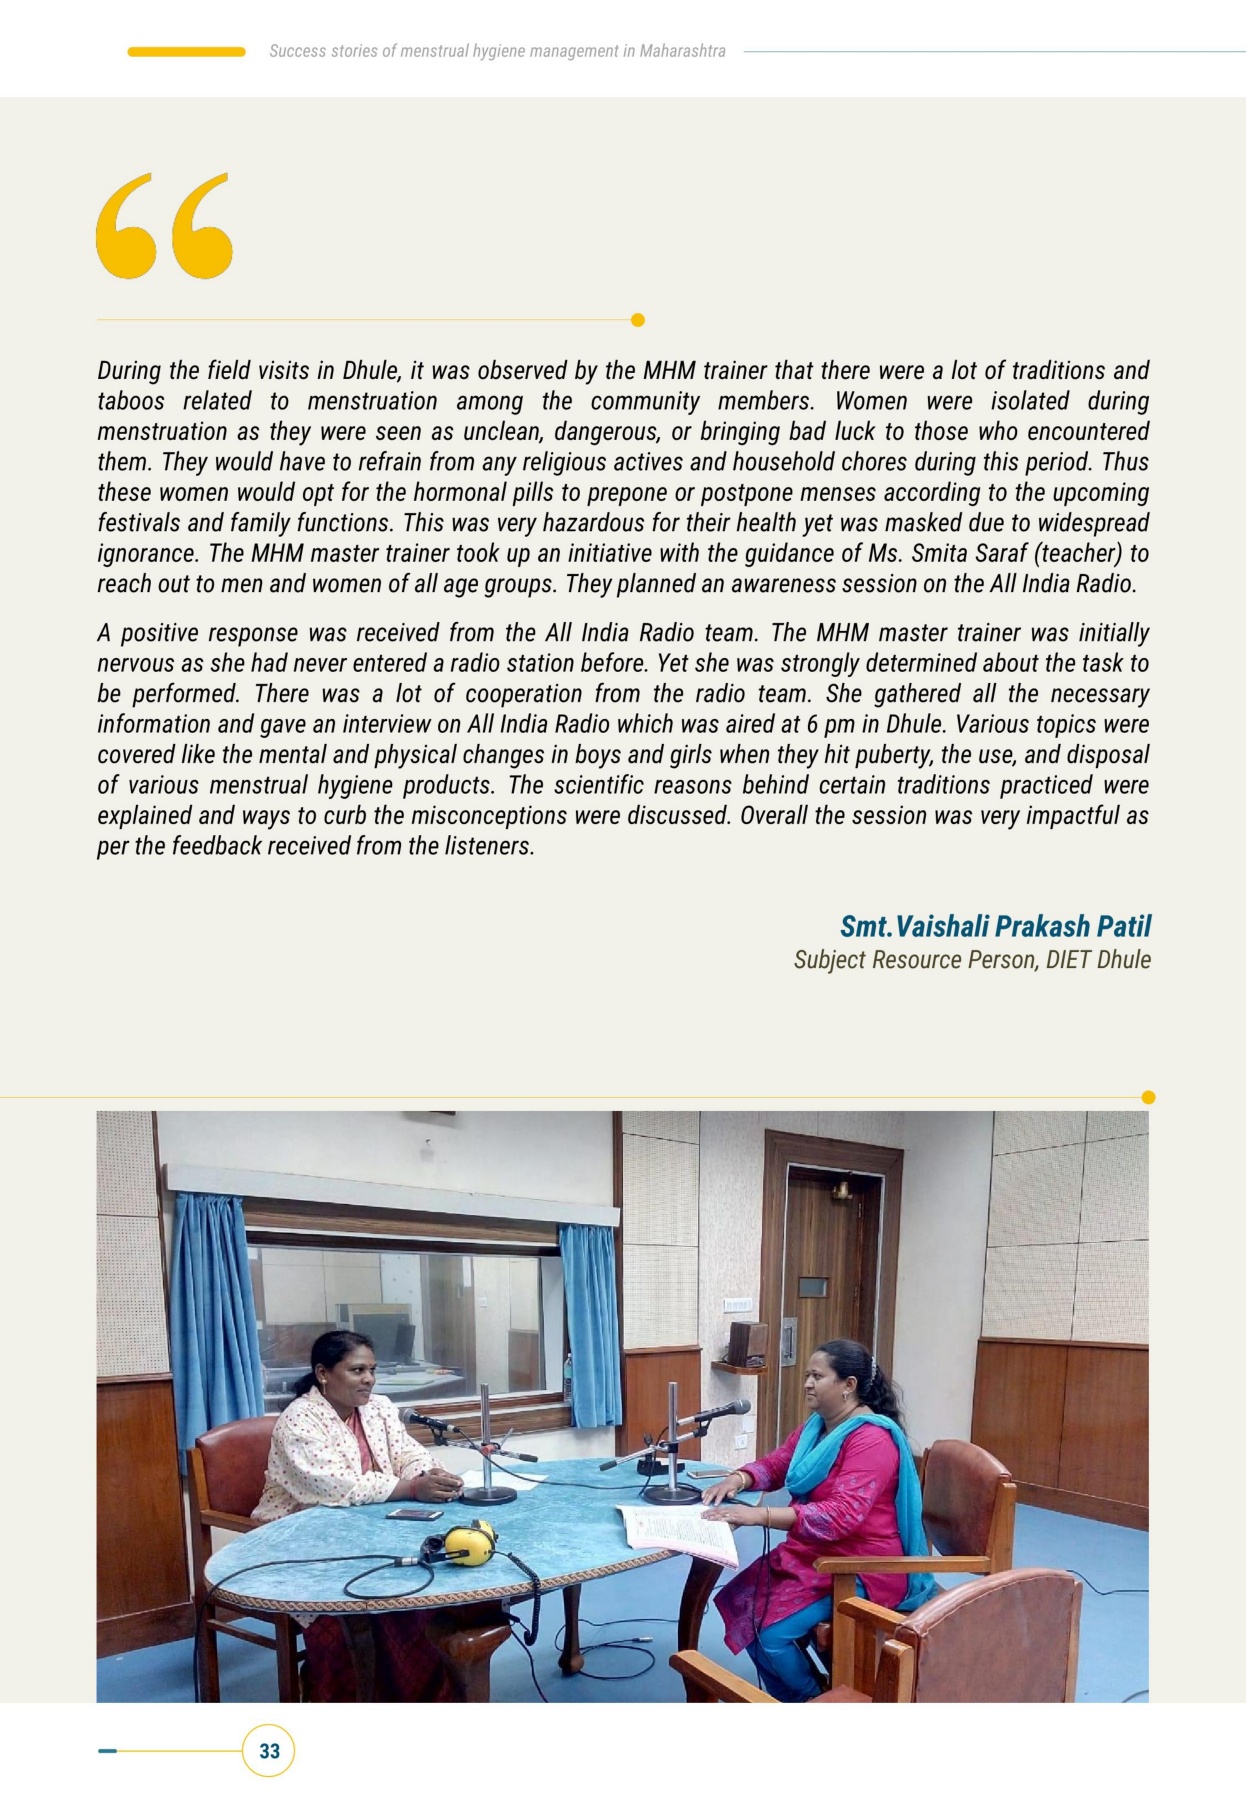 Success stories of menstrual hygiene management in Maharashtra
During the field visits in Dhule, it was observed by the MHM trainer that there were a lot of traditions and
taboos related to menstruation among the community members. Women were isolated during
menstruation as they were seen as unclean, dangerous, or bringing bad luck to those who encountered
them. They would have to refrain from any religious actives and household chores during this period. Thus
these women would opt for the hormonal pills to prepone or postpone menses according to the upcoming
festivals and family functions. This was very hazardous for their health yet was masked due to widespread
ignorance. The MHM master trainer took up an initiative with the guidance of Ms. Smita Saraf (teacher) to
reach out to men and women of all age groups. They planned an awareness session on the All India Radio.
A positive response was received from the All India Radio team. The MHM master trainer was initially
nervous as she had never entered a radio station before. Yet she was strongly determined about the task to
be performed. There was a lot of cooperation from the radio team. She gathered all the necessary
information and gave an interview on All India Radio which was aired at 6 pm in Dhule. Various topics were
covered like the mental and physical changes in boys and girls when they hit puberty, the use, and disposal
of various menstrual hygiene products. The scientific reasons behind certain traditions practiced were
explained and ways to curb the misconceptions were discussed. Overall the session was very impactful as
per the feedback received from the listeners.
Smt.Vaishali Prakash Patil
Subject Resource Person, DIET Dhule
33